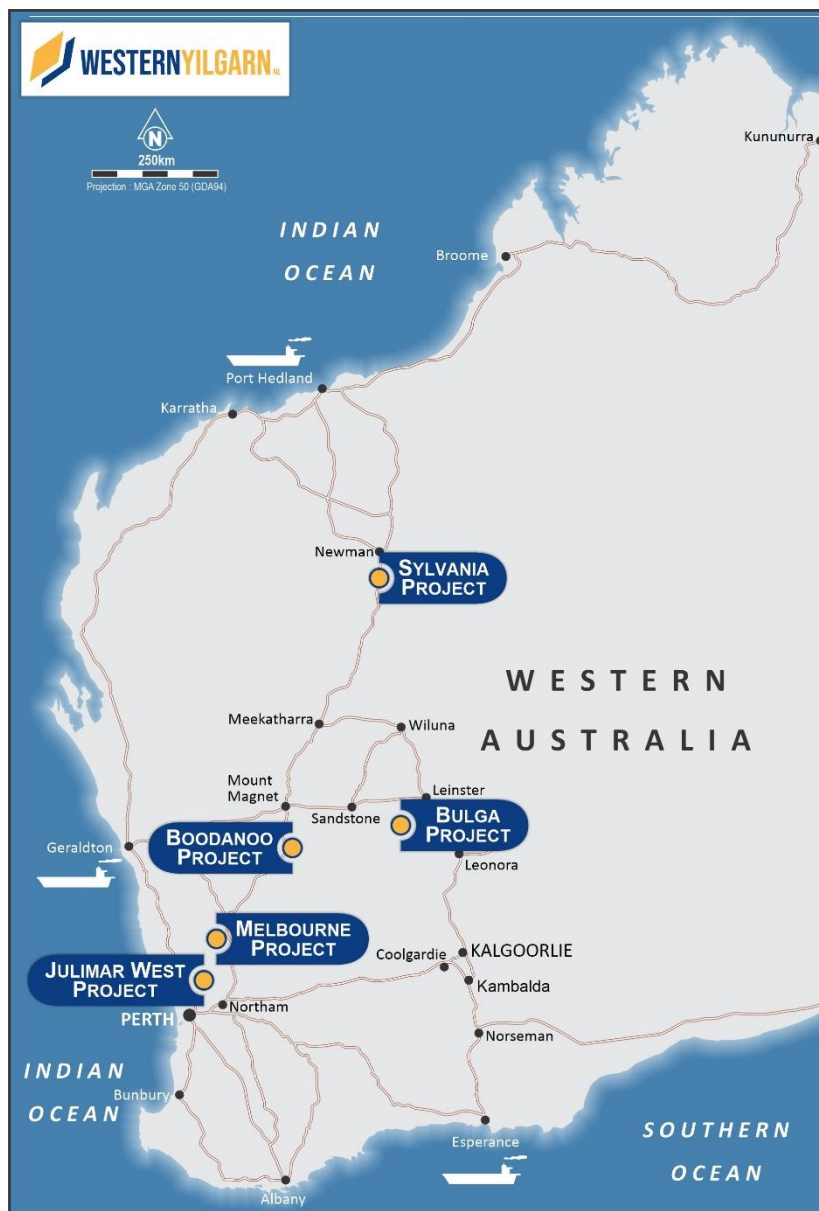 WESTERNYILGARN NL
N
250km
Projection : MGA Zone 50 (GDA94)
Kununurra
INDIAN
OCEAN
Broome
Port Hedland
Karratha
Newman
SYLVANIA
PROJECT
WESTERN
AUSTRALIA
Meekatharra
Wiluna
Mount
Magnet
Leinster
Sandstone
BOODANOO
PROJECT
BULGA
PROJECT
Geraldton
Leonora
MELBOURNE
PROJECT
KALGOORLIE
Coolgardie
JULIMAR WEST
PROJECT
Kambalda
Northam
PERTH
Norseman
INDIAN
OCEAN
Bunbury
Esperance
SOUTHERN
OCEAN
Albany